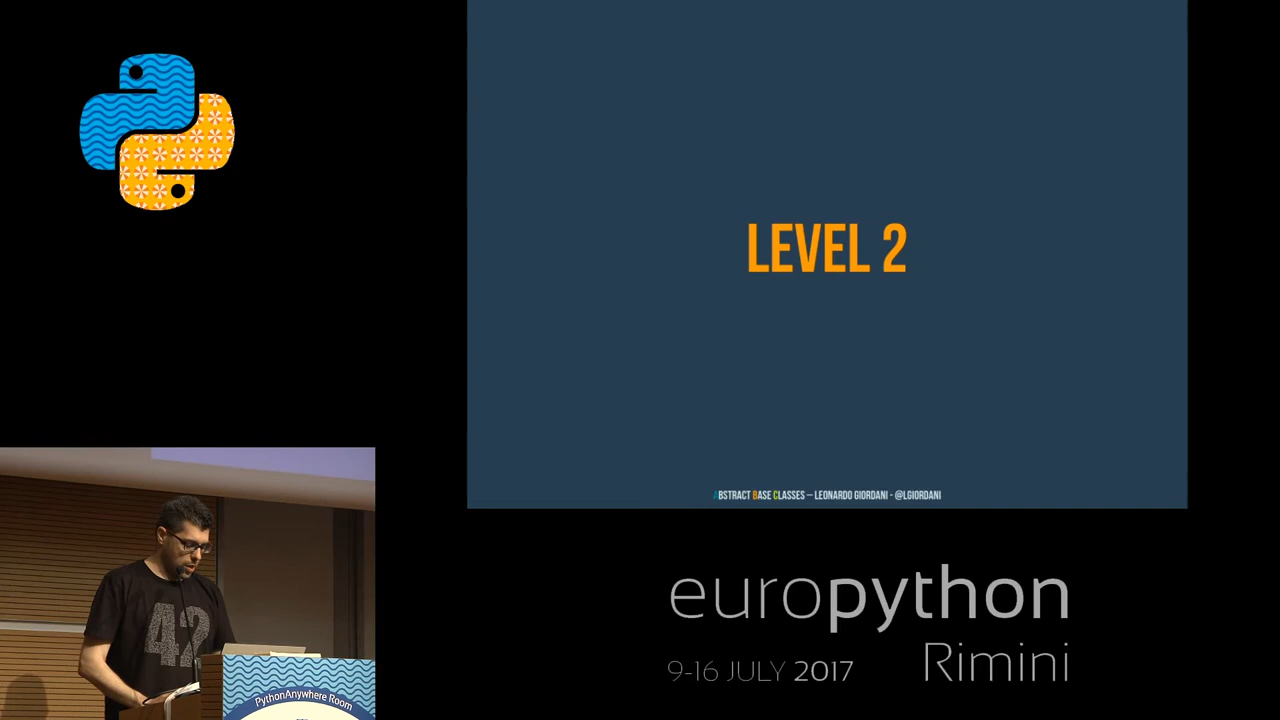 LEVEL 2
ABSTRACT BASE CLASSES – LEONARDO GIORDANI - @LGIORDANI
42
PythonAnywhere Room
europython
Rimini
9-16 JULY 2017